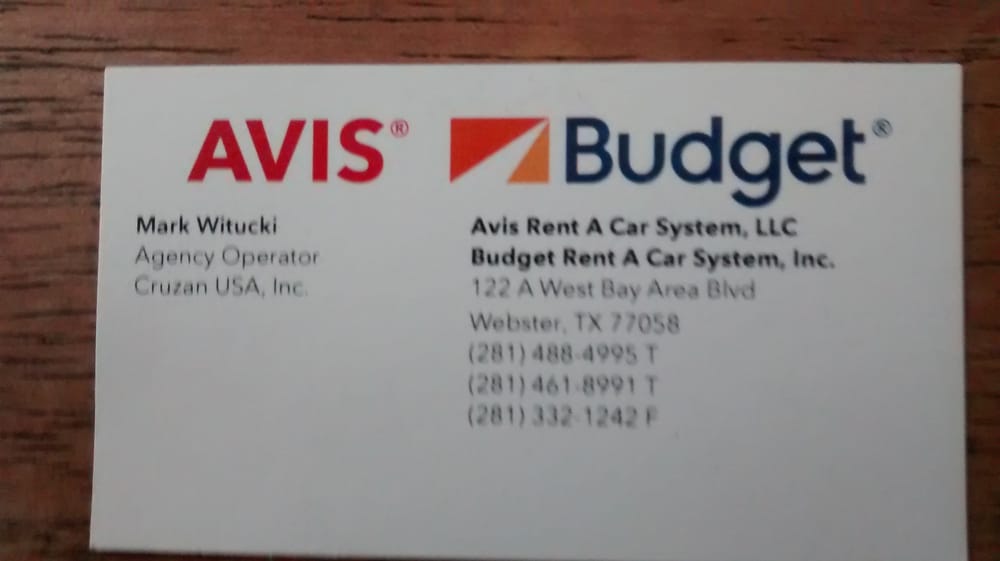 AVIS®
Budget®
Mark Witucki
Agency Operator
Cruzan USA, Inc.
Avis Rent A Car System, LLC
Budget Rent A Car System, Inc.
122 A West Bay Area Blvd
Webster, TX 77058
(281) 488-4995 T
(281) 461-8991 T
(281) 332-1242 F